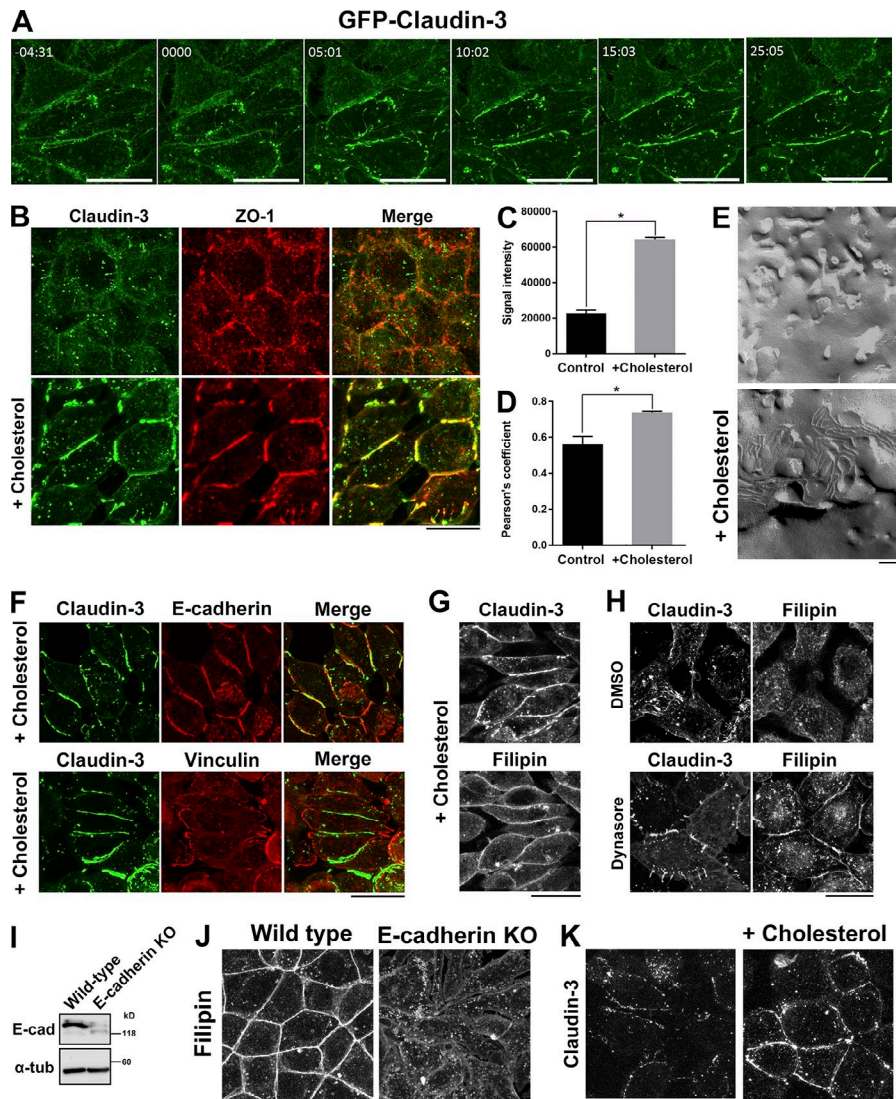 A
GFP-Claudin-3
-04:31 0000 05:01 10:02 15:03 25:05
B
Claudin-3 ZO-1 Merge
+ Cholesterol
C
Signal intensity
80000
60000
40000
20000
0
*
Control +Cholesterol
D
Pearson's coefficient
0.8
0.6
0.4
0.2
0.0
*
Control +Cholesterol
E
+ Cholesterol
F
Claudin-3 E-cadherin Merge
+ Cholesterol
Claudin-3 Vinculin Merge
+ Cholesterol
G
Claudin-3
+ Cholesterol
Filipin
H
Claudin-3 Filipin
DMSO
Claudin-3 Filipin
Dynasore
I
Wild-type
E-cadherin KO
kD
E-cad
118
α-tub
60
J
Wild type E-cadherin KO
Filipin
K
+ Cholesterol
Claudin-3